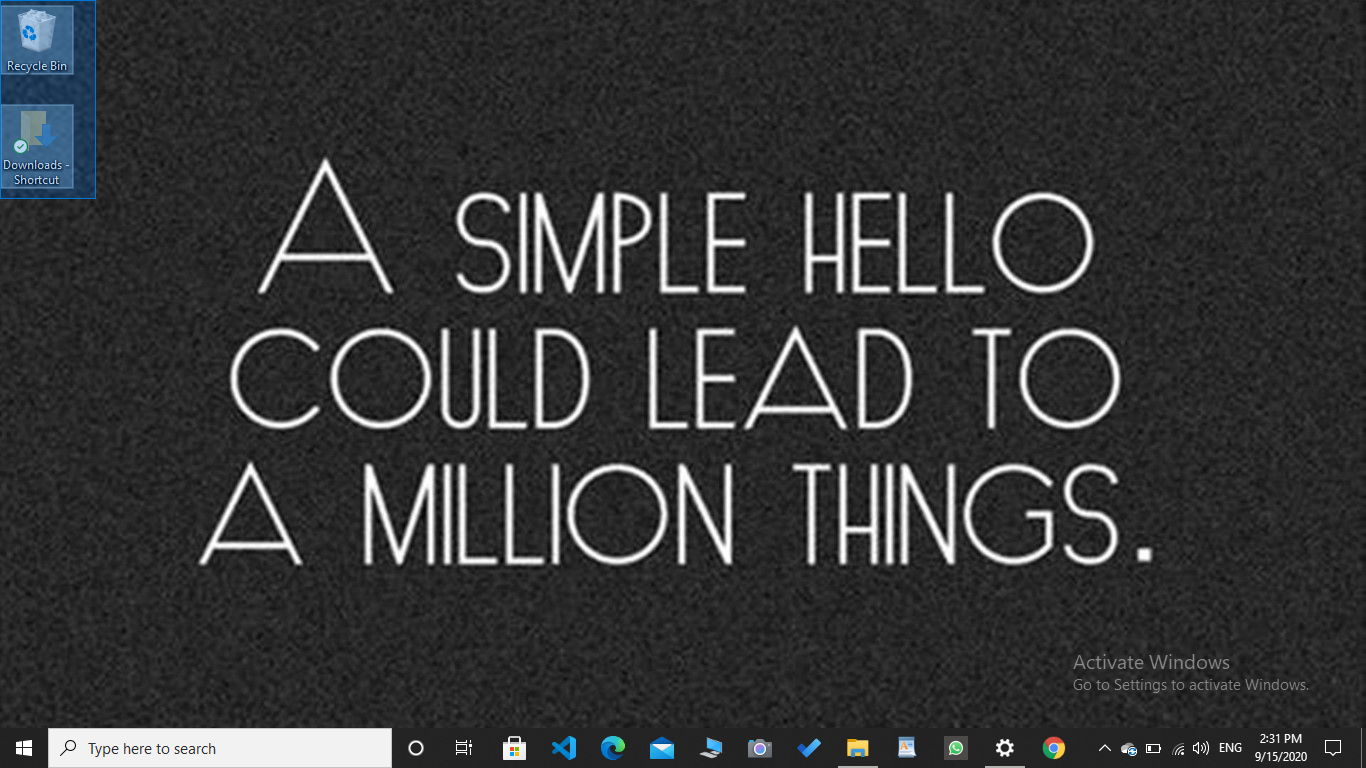 Recycle Bin
Downloads -
Shortcut
A SIMPLE HELLO
COULD LEAD TO
A MILLION THINGS.
Activate Windows
Go to Settings to activate Windows.
Type here to search
ENG
2:31 PM
9/15/2020